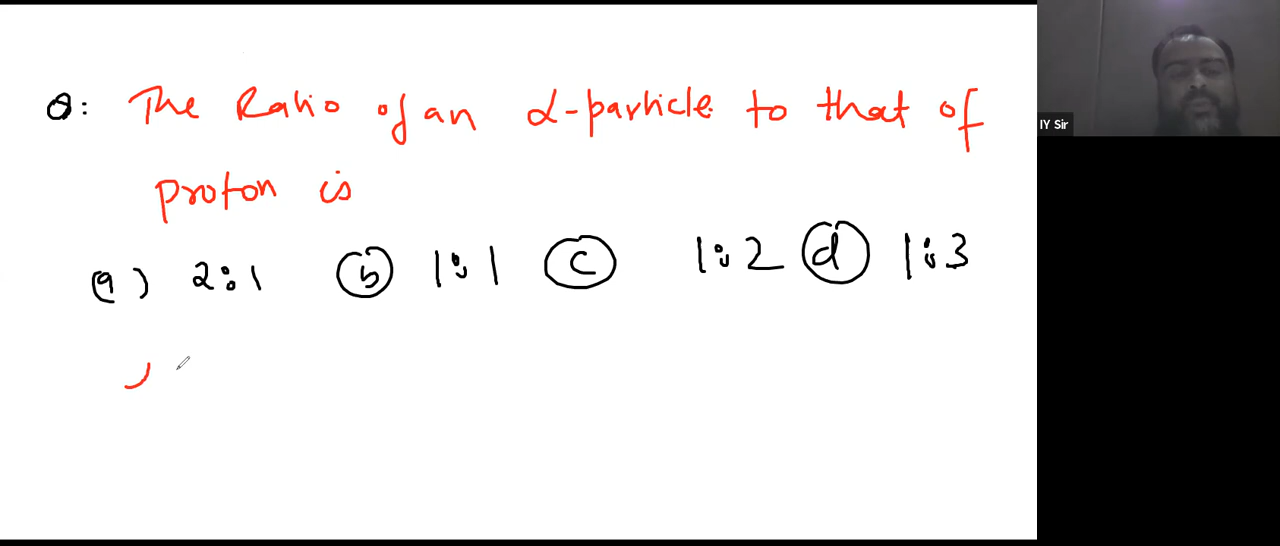 Q: The Ratio of an α-particle to that of
proton is
(a) 2:1 (b) 1:1 (c) 1:2 (d) 1:3
IY Sir